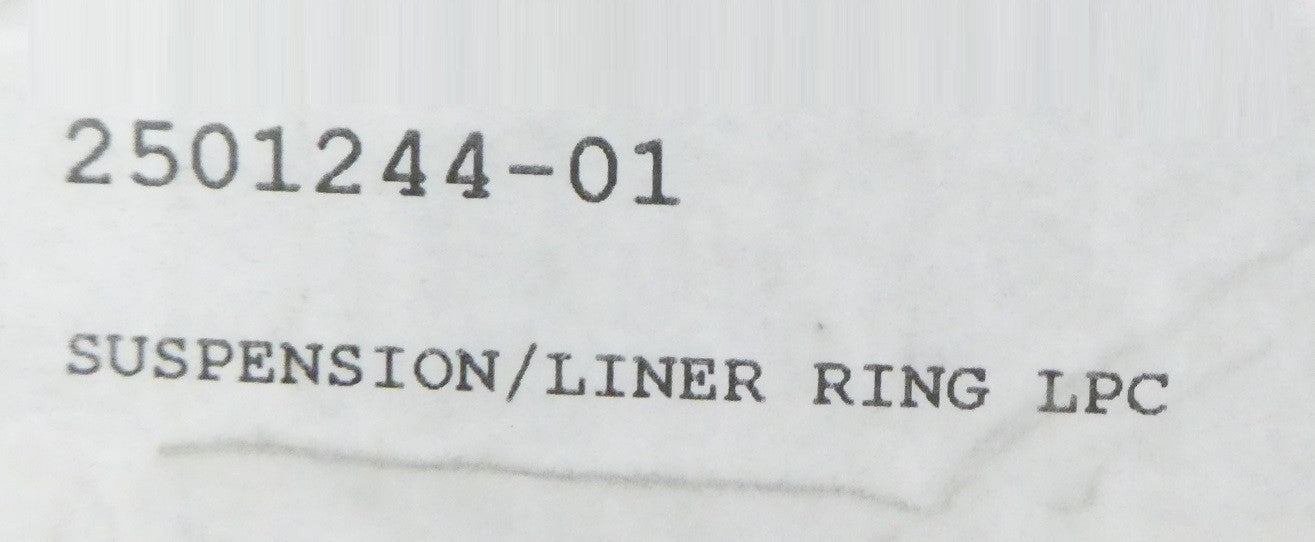 2501244-01
SUSPENSION/LINER RING LPC